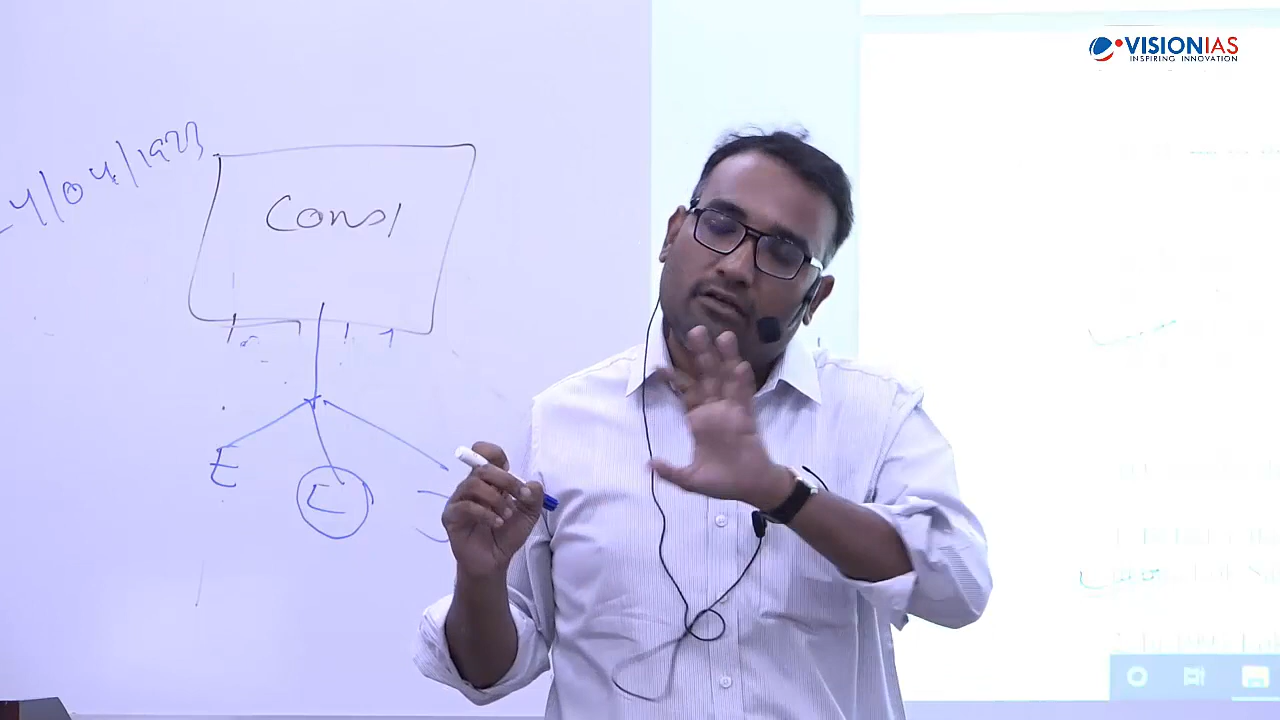 VISIONIAS
INSPIRING INNOVATION
4/04/1973
Const
E
L
J